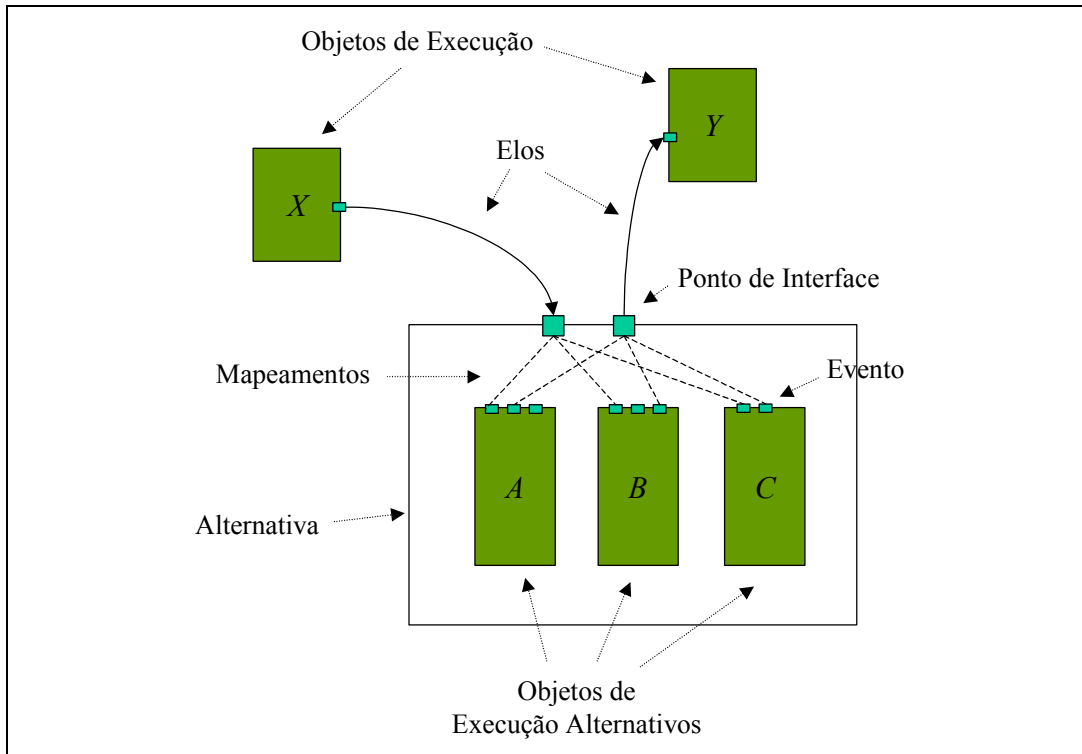 Objetos de Execução
Y
Elos
X
Ponto de Interface
Mapeamentos
Evento
A
B
C
Alternativa
Objetos de
Execução Alternativos